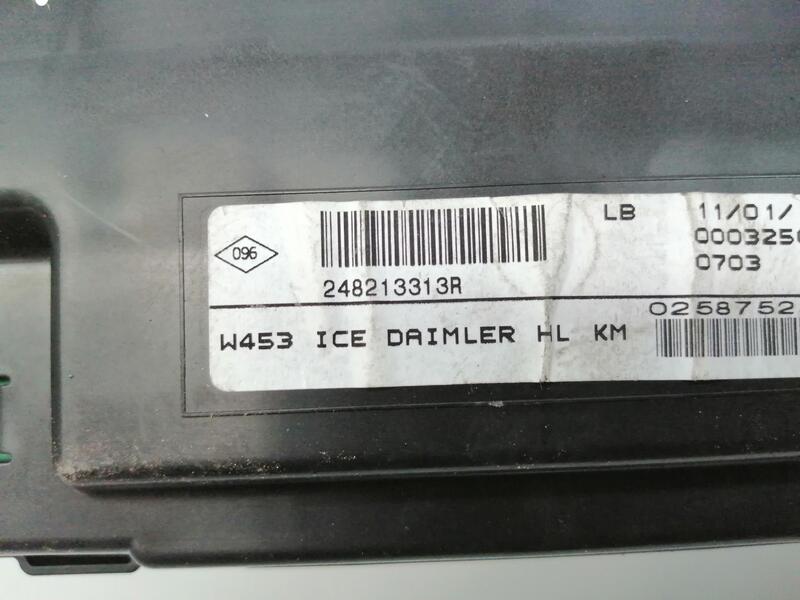 LB 11/01/
000325
096
0703
248213313R
0258752
W453 ICE DAIMLER HL KM